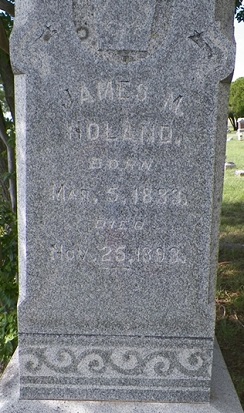 JAMES M
NOLAND.
BORN
MAR. 5. 1833.
DIED
NOV. 25. 1893.